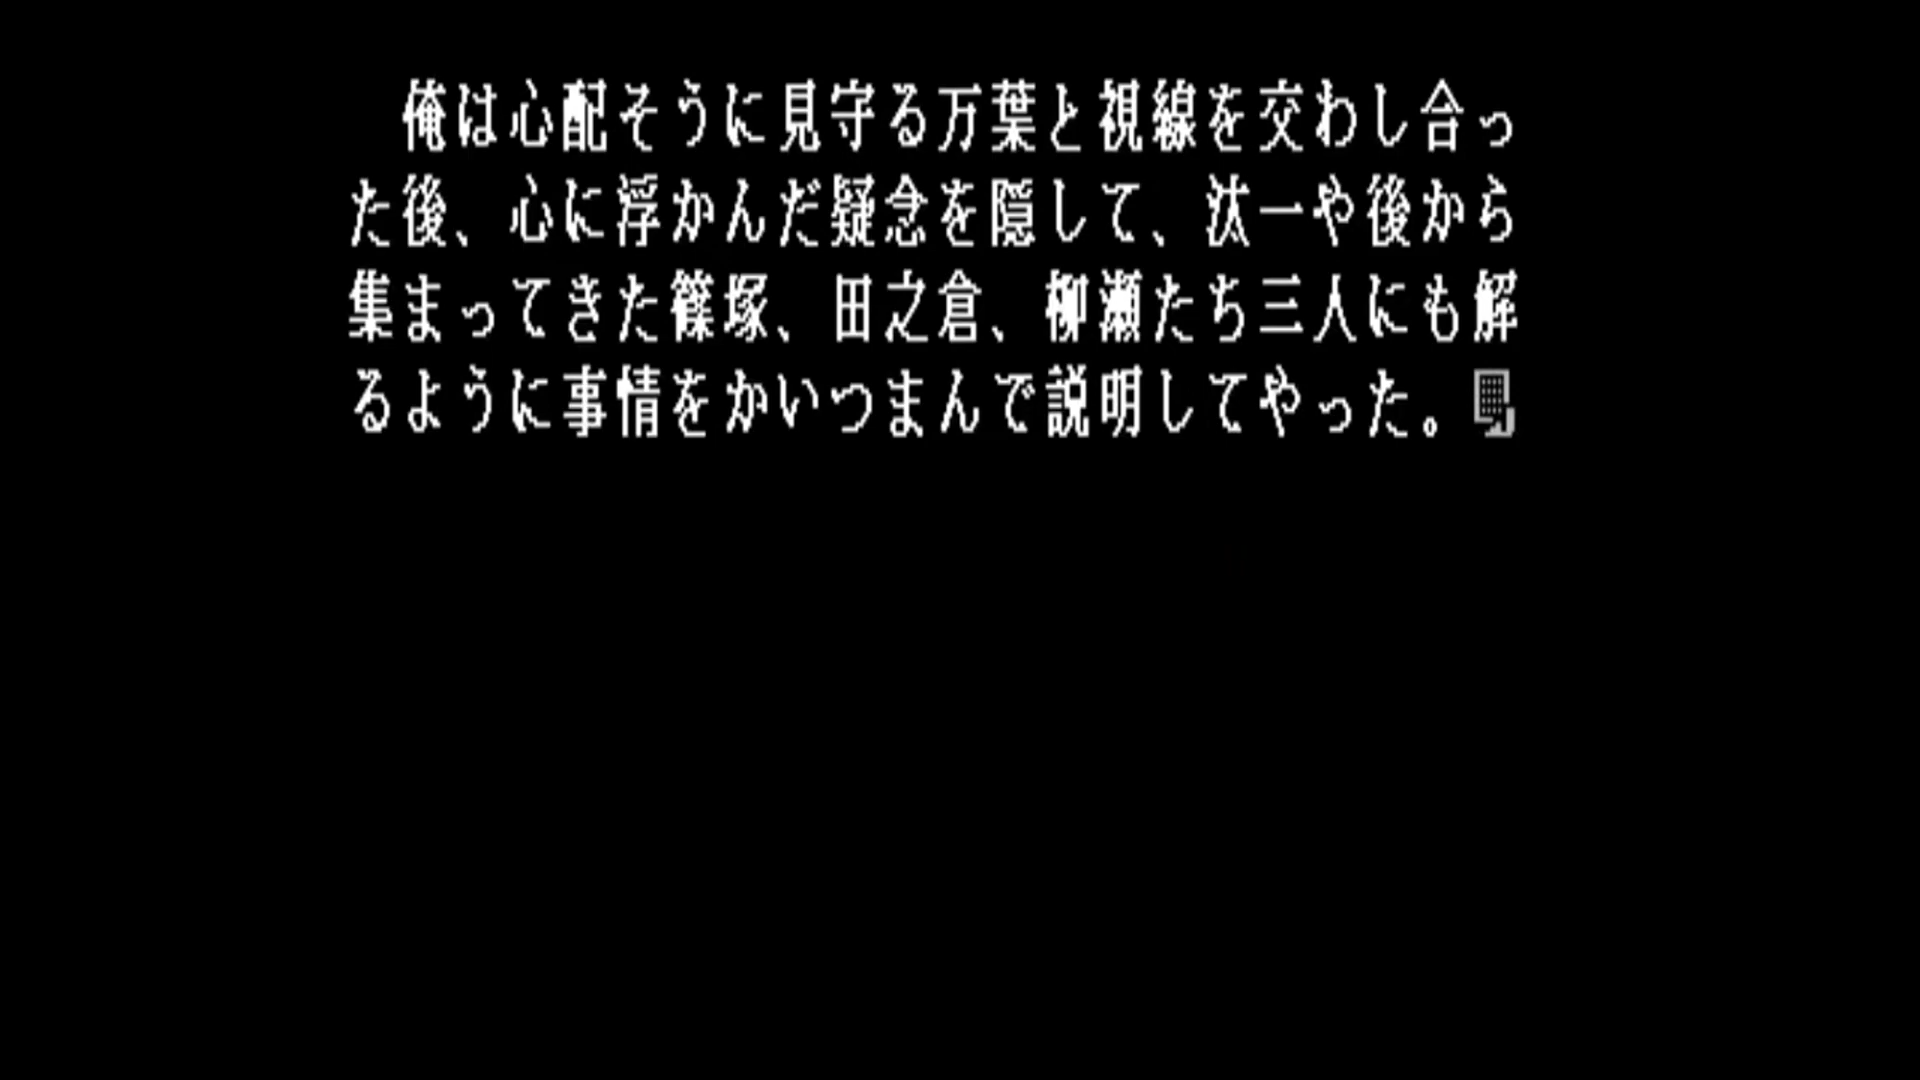 俺は心配そうに見守る万葉と視線を交わし合っ
た後、心に浮かんだ疑念を隠して、汰一や後から
集まってきた篠塚、田之倉、柳瀬たち三人にも解
るように事情をかいつまんで説明してやった。